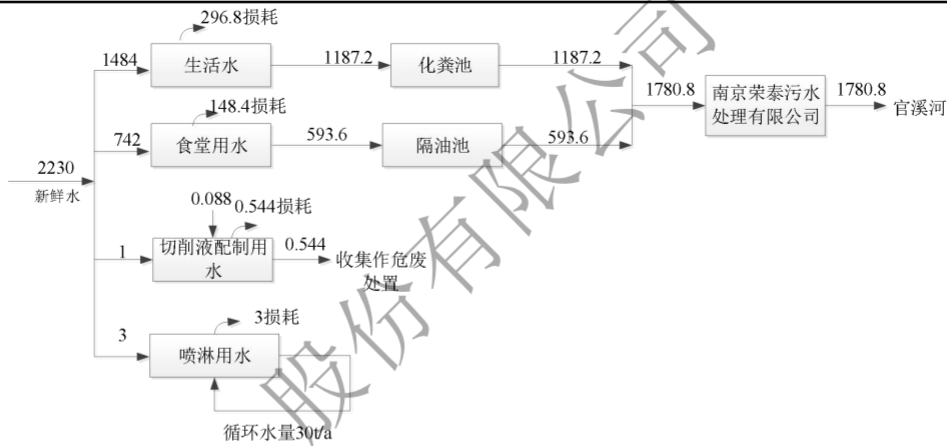 296.8损耗
1484
生活水
1187.2
化粪池
1187.2
148.4损耗
742
食堂用水
593.6
隔油池
593.6
1780.8
南京荣泰污水
处理有限公司
1780.8
官溪河
2230
新鲜水
0.088
0.544损耗
1
切削液配制用
水
0.544
收集作危废
处置
3损耗
3
喷淋用水
循环水量30t/a
股份有限公司